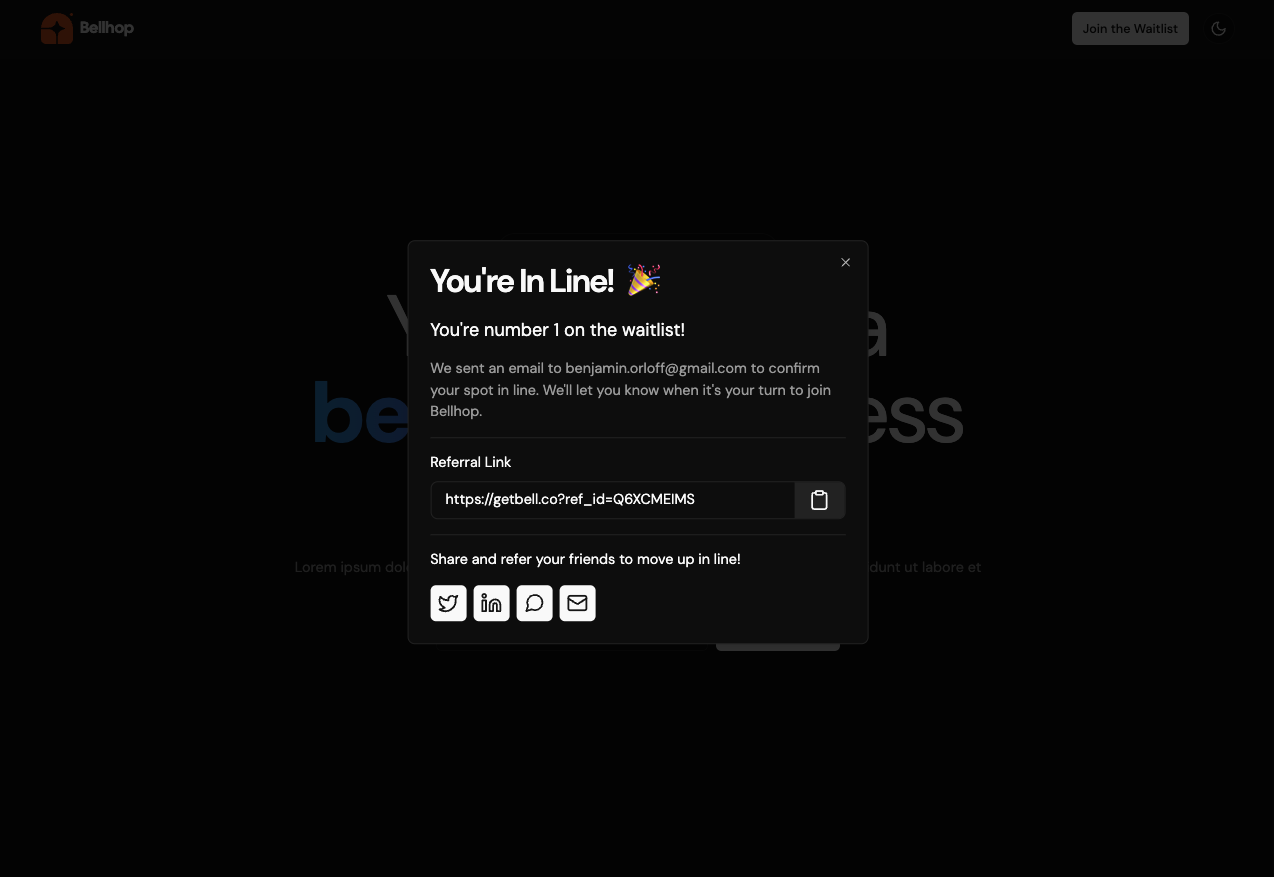 Bellhop
Join the Waitlist
You're In Line! 🎉
You're number 1 on the waitlist!
We sent an email to benjamin.orloff@gmail.com to confirm
your spot in line. We'll let you know when it's your turn to join
Bellhop.
Referral Link
https://getbell.co?ref_id=Q6XCMEIMS
Share and refer your friends to move up in line!
Lorem ipsum
dunt ut labore et